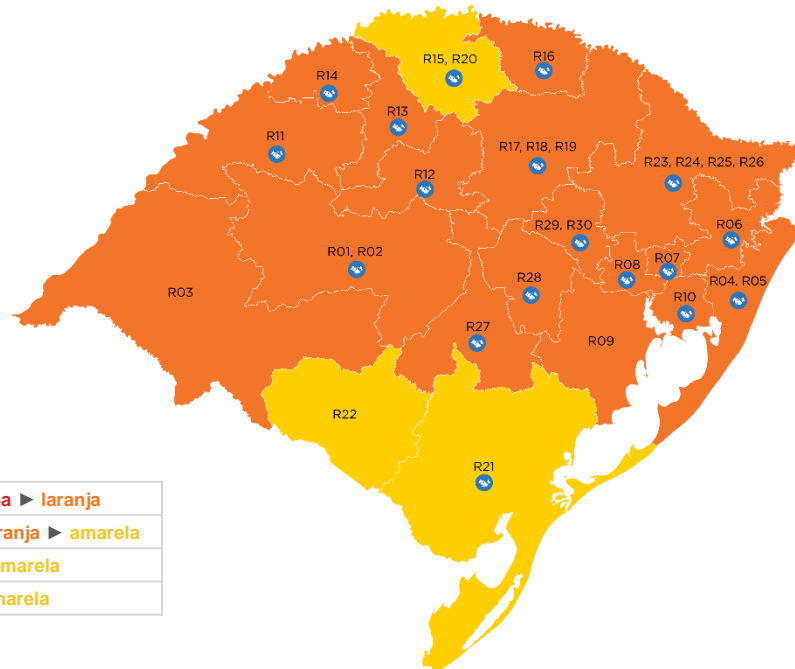 R15, R20
R16
R14
R13
R11
R17, R18, R19
R23, R24, R25, R26
R12
R06
R29, R30
R01, R02
R07
R08
R28
R04, R05
R03
R10
R27
R09
R22
R21
► laranja
► amarela